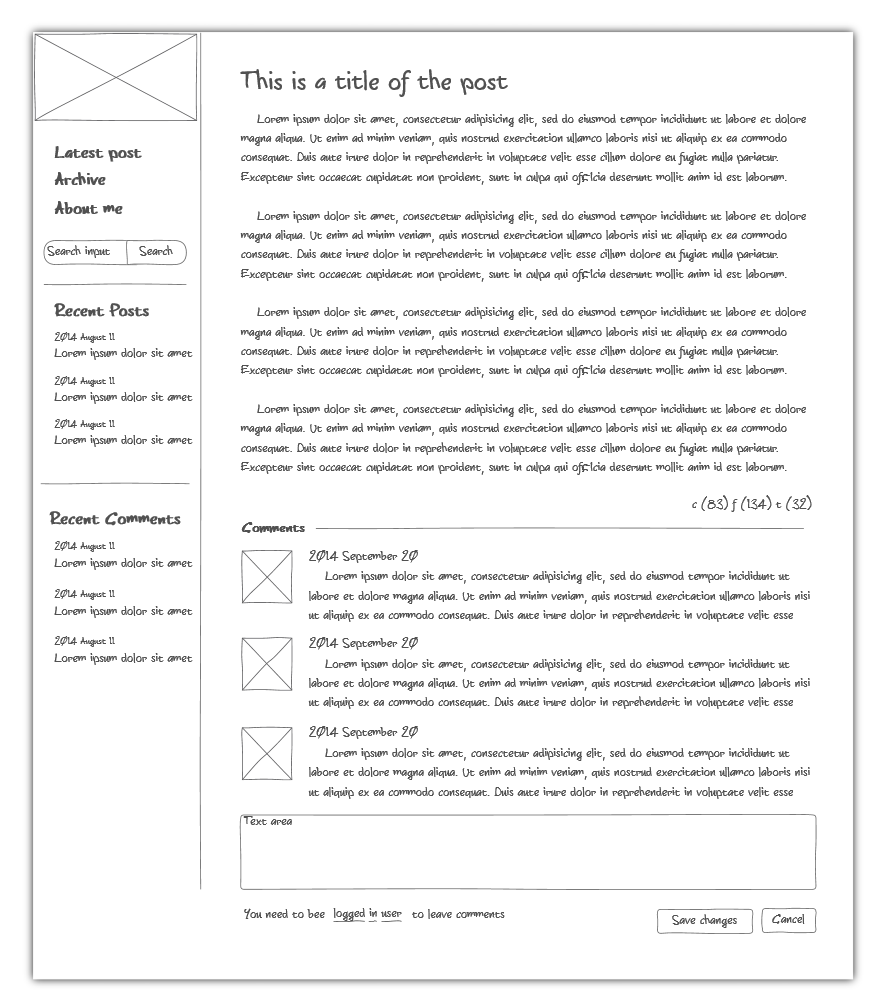 Latest post
Archive
About me
Search input Search
Recent Posts
2014 August 11
Lorem ipsum dolor sit amet
2014 August 11
Lorem ipsum dolor sit amet
2014 August 11
Lorem ipsum dolor sit amet
Recent Comments
2014 August 11
Lorem ipsum dolor sit amet
2014 August 11
Lorem ipsum dolor sit amet
2014 August 11
Lorem ipsum dolor sit amet
This is a title of the post
Lorem ipsum dolor sit amet, consectetur adipisicing elit, sed do eiusmod tempor incididunt ut labore et dolore
magna aliqua. Ut enim ad minim veniam, quis nostrud exercitation ullamco laboris nisi ut aliquip ex ea commodo
consequat. Duis aute irure dolor in reprehenderit in voluptate velit esse cillum dolore eu fugiat nulla pariatur.
Excepteur sint occaecat cupidatat non proident, sunt in culpa qui officia deserunt mollit anim id est laborum.
Lorem ipsum dolor sit amet, consectetur adipisicing elit, sed do eiusmod tempor incididunt ut labore et dolore
magna aliqua. Ut enim ad minim veniam, quis nostrud exercitation ullamco laboris nisi ut aliquip ex ea commodo
consequat. Duis aute irure dolor in reprehenderit in voluptate velit esse cillum dolore eu fugiat nulla pariatur.
Excepteur sint occaecat cupidatat non proident, sunt in culpa qui officia deserunt mollit anim id est laborum.
Lorem ipsum dolor sit amet, consectetur adipisicing elit, sed do eiusmod tempor incididunt ut labore et dolore
magna aliqua. Ut enim ad minim veniam, quis nostrud exercitation ullamco laboris nisi ut aliquip ex ea commodo
consequat. Duis aute irure dolor in reprehenderit in voluptate velit esse cillum dolore eu fugiat nulla pariatur.
Excepteur sint occaecat cupidatat non proident, sunt in culpa qui officia deserunt mollit anim id est laborum.
Lorem ipsum dolor sit amet, consectetur adipisicing elit, sed do eiusmod tempor incididunt ut labore et dolore
magna aliqua. Ut enim ad minim veniam, quis nostrud exercitation ullamco laboris nisi ut aliquip ex ea commodo
consequat. Duis aute irure dolor in reprehenderit in voluptate velit esse cillum dolore eu fugiat nulla pariatur.
Excepteur sint occaecat cupidatat non proident, sunt in culpa qui officia deserunt mollit anim id est laborum.
c (83) f (134) t (32)
Comments
2014 September 20
Lorem ipsum dolor sit amet, consectetur adipisicing elit, sed do eiusmod tempor incididunt ut
labore et dolore magna aliqua. Ut enim ad minim veniam, quis nostrud exercitation ullamco laboris nisi
ut aliquip ex ea commodo consequat. Duis aute irure dolor in reprehenderit in voluptate velit esse
2014 September 20
Lorem ipsum dolor sit amet, consectetur adipisicing elit, sed do eiusmod tempor incididunt ut
labore et dolore magna aliqua. Ut enim ad minim veniam, quis nostrud exercitation ullamco laboris nisi
ut aliquip ex ea commodo consequat. Duis aute irure dolor in reprehenderit in voluptate velit esse
2014 September 20
Lorem ipsum dolor sit amet, consectetur adipisicing elit, sed do eiusmod tempor incididunt ut
labore et dolore magna aliqua. Ut enim ad minim veniam, quis nostrud exercitation ullamco laboris nisi
ut aliquip ex ea commodo consequat. Duis aute irure dolor in reprehenderit in voluptate velit esse
Text area
You need to bee logged in user to leave comments
Save changes Cancel